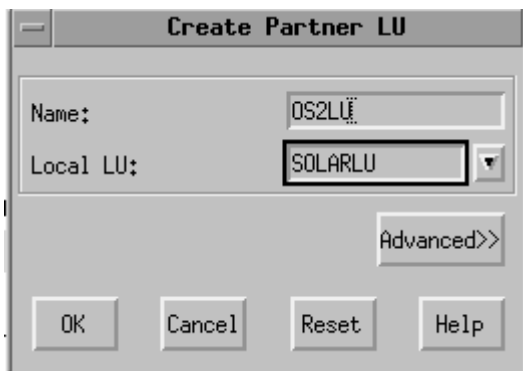 Create Partner LU
Name: OS2LU
Local LU: SOLARLU
Advanced>>
OK Cancel Reset Help